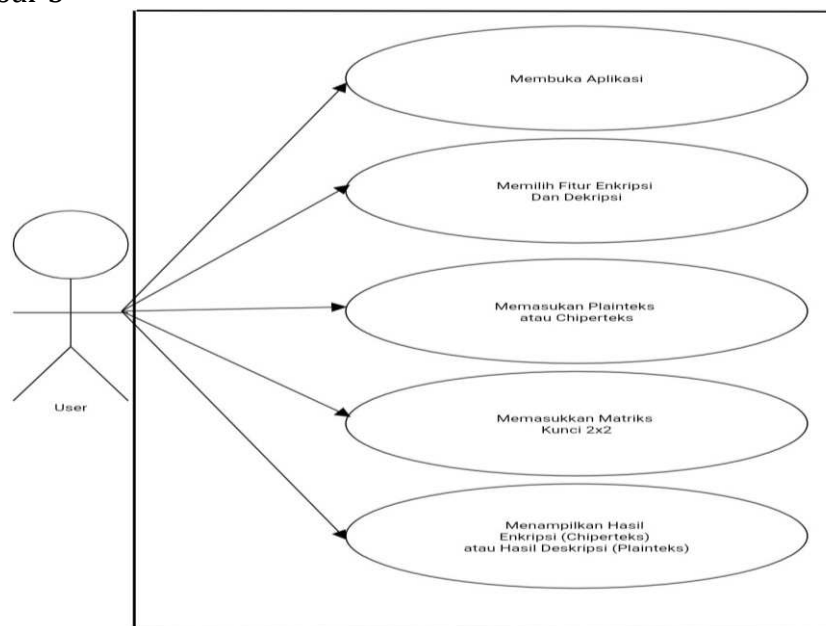 Membuka Aplikasi
Memilih Fitur Enkripsi
Dan Dekripsi
Memasukan Plainteks
atau Chiperteks
User
Memasukkan Matriks
Kunci 2x2
Menampilkan Hasil
Enkripsi (Chiperteks)
atau Hasil Deskripsi (Plainteks)